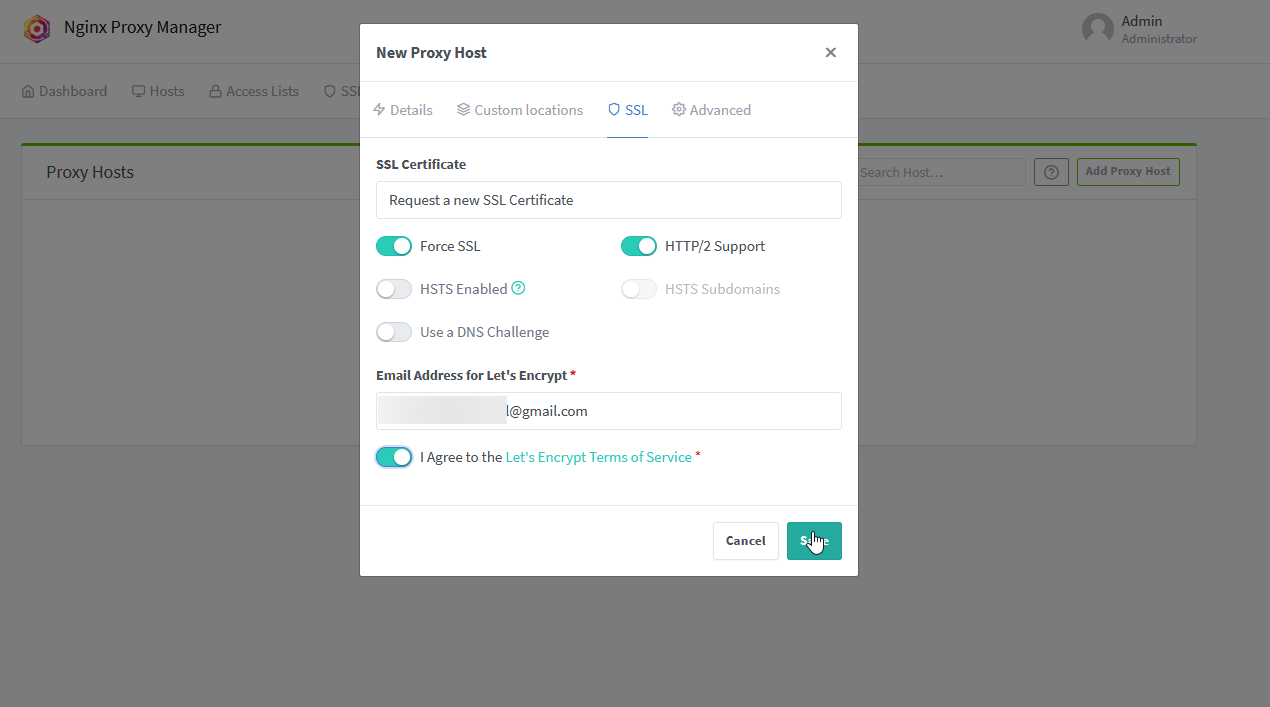 Nginx Proxy Manager
Admin
Administrator
Dashboard
Hosts
Access Lists
SSL
Proxy Hosts
Search Host…
Add Proxy Host
New Proxy Host
Details
Custom locations
SSL
Advanced
SSL Certificate
Request a new SSL Certificate
Force SSL
HTTP/2 Support
HSTS Enabled
HSTS Subdomains
Use a DNS Challenge
Email Address for Let's Encrypt *
l@gmail.com
I Agree to the Let's Encrypt Terms of Service *
Cancel